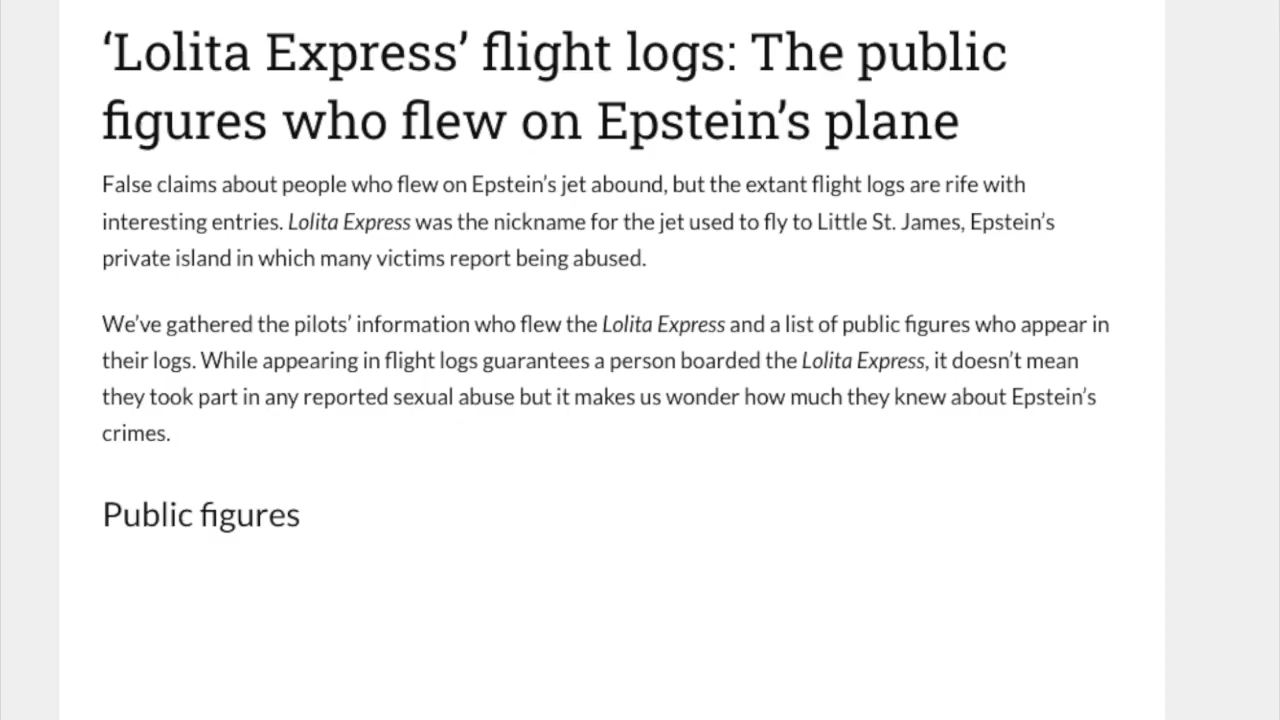 ‘Lolita Express’ flight logs: The public
figures who flew on Epstein’s plane
False claims about people who flew on Epstein’s jet abound, but the extant flight logs are rife with
interesting entries. Lolita Express was the nickname for the jet used to fly to Little St. James, Epstein’s
private island in which many victims report being abused.
We’ve gathered the pilots’ information who flew the Lolita Express and a list of public figures who appear in
their logs. While appearing in flight logs guarantees a person boarded the Lolita Express, it doesn’t mean
they took part in any reported sexual abuse but it makes us wonder how much they knew about Epstein’s
crimes.
Public figures